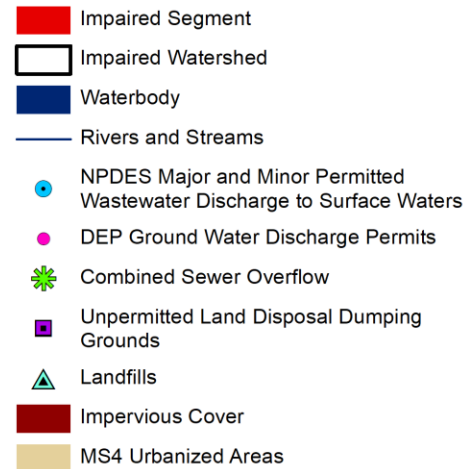 Impaired Segment
Impaired Watershed
Waterbody
Rivers and Streams
NPDES Major and Minor Permitted
Wastewater Discharge to Surface Waters
DEP Ground Water Discharge Permits
Combined Sewer Overflow
Unpermitted Land Disposal Dumping
Grounds
Landfills
Impervious Cover
MS4 Urbanized Areas